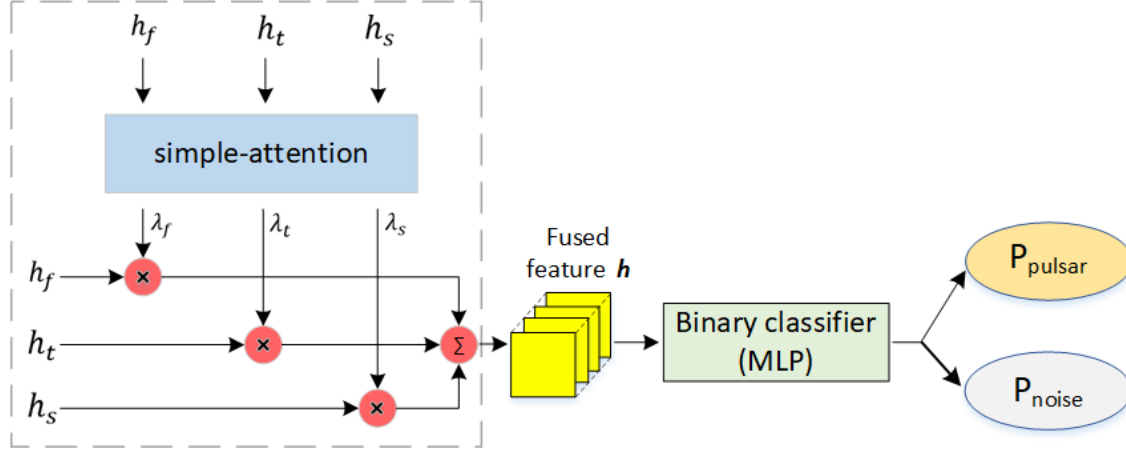 h_f h_t h_s
simple-attention
λ_f λ_t λ_s
h_f ×
h_t × Σ
h_s ×
Fused
feature h
Binary classifier
(MLP)
P_pulsar
P_noise